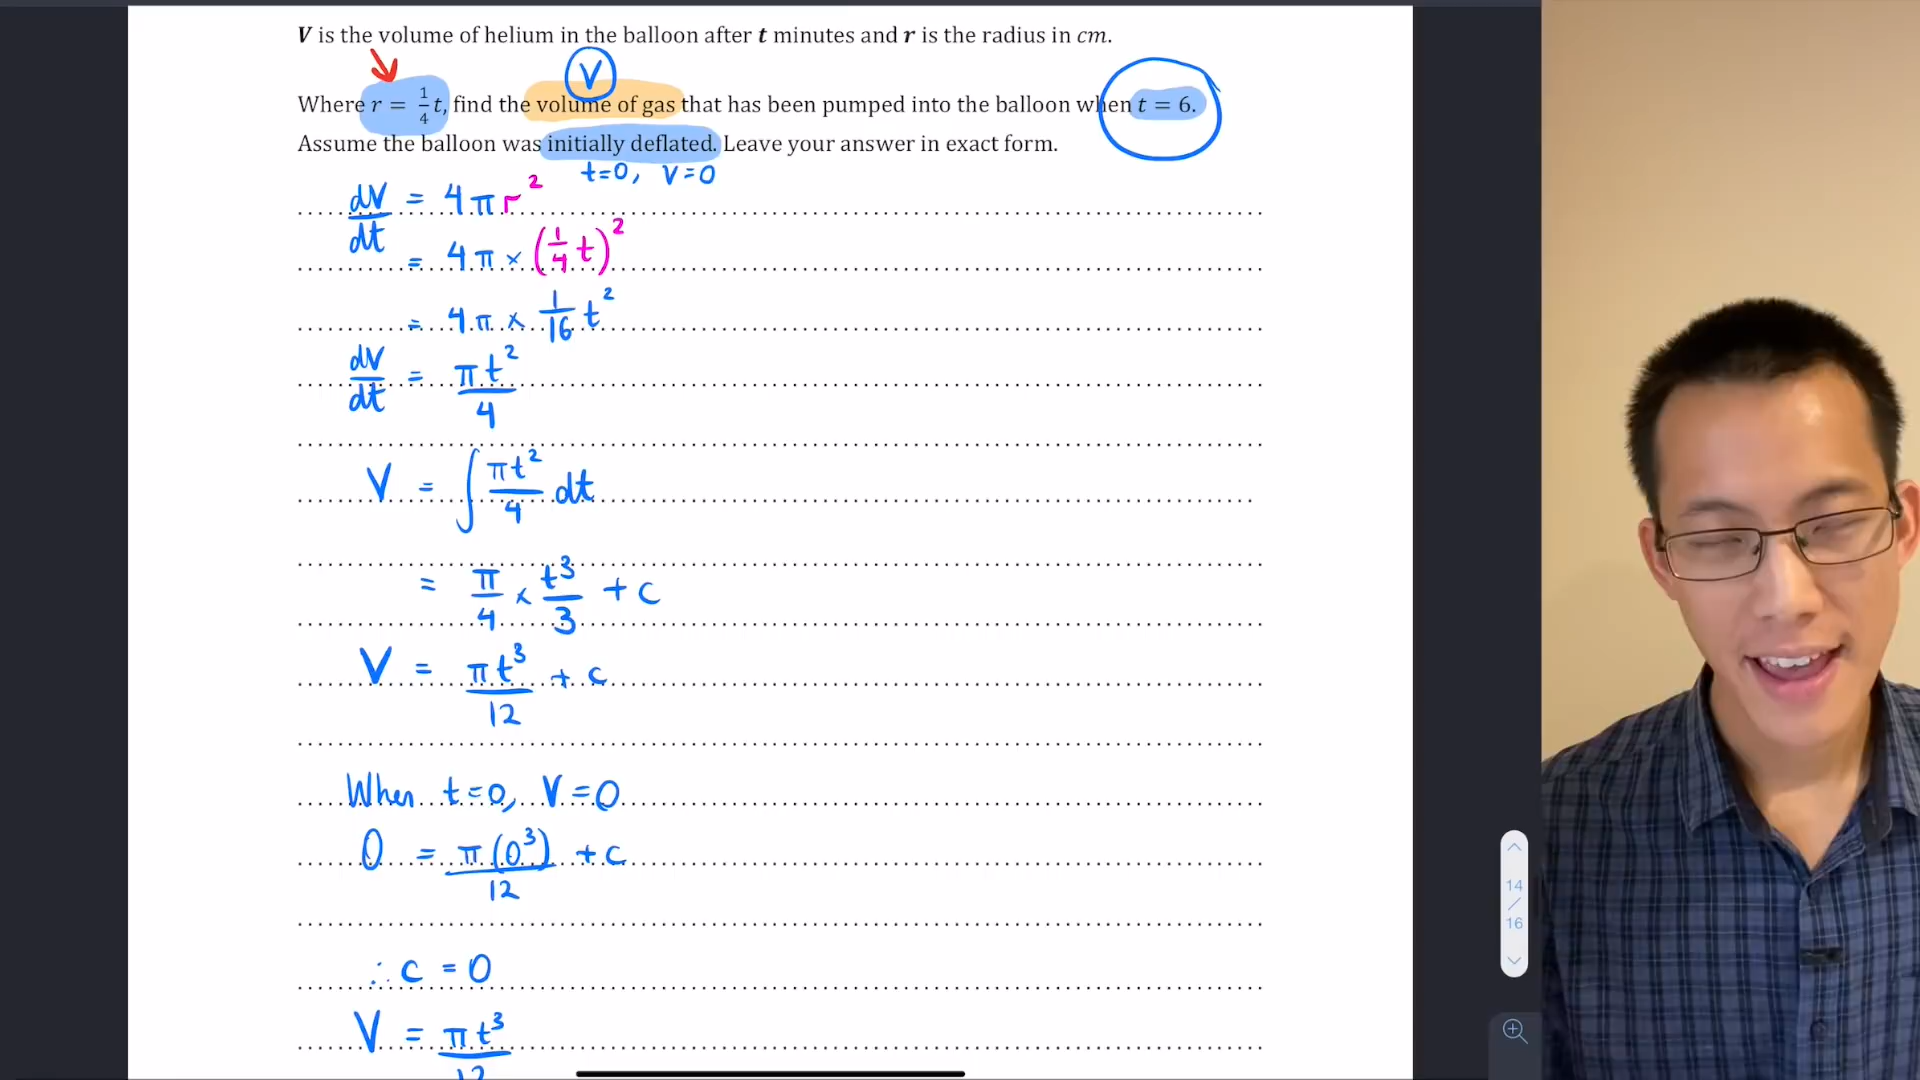 V is the volume of helium in the balloon after t minutes and r is the radius in cm.
V
Where r = 1/4 t, find the volume of gas that has been pumped into the balloon when t = 6.
Assume the balloon was initially deflated. Leave your answer in exact form.
t=0, V=0
dV/dt = 4πr²
= 4π × (1/4 t)²
= 4π × 1/16 t²
dV/dt = πt²/4
V = ∫ πt²/4 dt
= π/4 × t³/3 + c
V = πt³/12 + c
When t=0, V=0
0 = π(0³)/12 + c
∴ c = 0
V = πt³/12
14
/
16